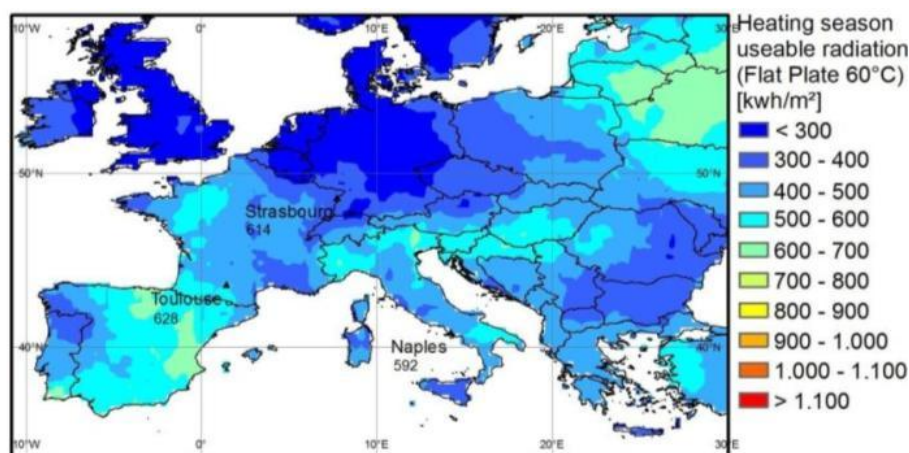 10°W 0° 10°E 20°E 30°E
Heating season
useable radiation
(Flat Plate 60°C)
[kwh/m²]
< 300
300 - 400
400 - 500
500 - 600
600 - 700
700 - 800
800 - 900
900 - 1.000
1.000 - 1.100
> 1.100
50°N 50°N
Strasbourg
614
Toulouse
628
Naples
592
40°N 40°N
10°W 0° 10°E 20°E 30°E